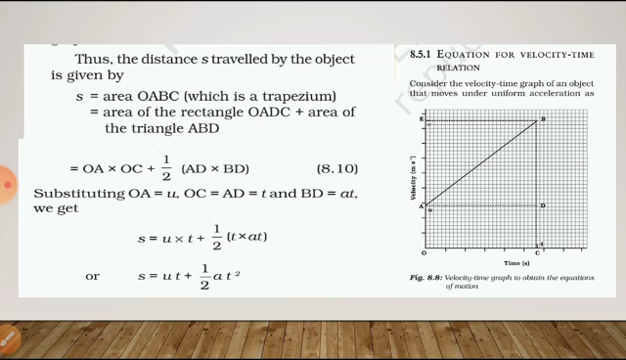 Thus, the distance s travelled by the object
is given by
s = area OABC (which is a trapezium)
= area of the rectangle OADC + area of
the triangle ABD
= OA × OC + 1/2 (AD × BD) (8.10)
Substituting OA = u, OC = AD = t and BD = at,
we get
s = u × t + 1/2 (t × at)
or s = u t + 1/2 a t²
8.5.1 EQUATION FOR VELOCITY-TIME
RELATION
Consider the velocity-time graph of an object
that moves under uniform acceleration as
E B
Velocity (m s⁻¹)
A D
u
t
O C
Time (s)
Fig. 8.8: Velocity-time graph to obtain the equations
of motion